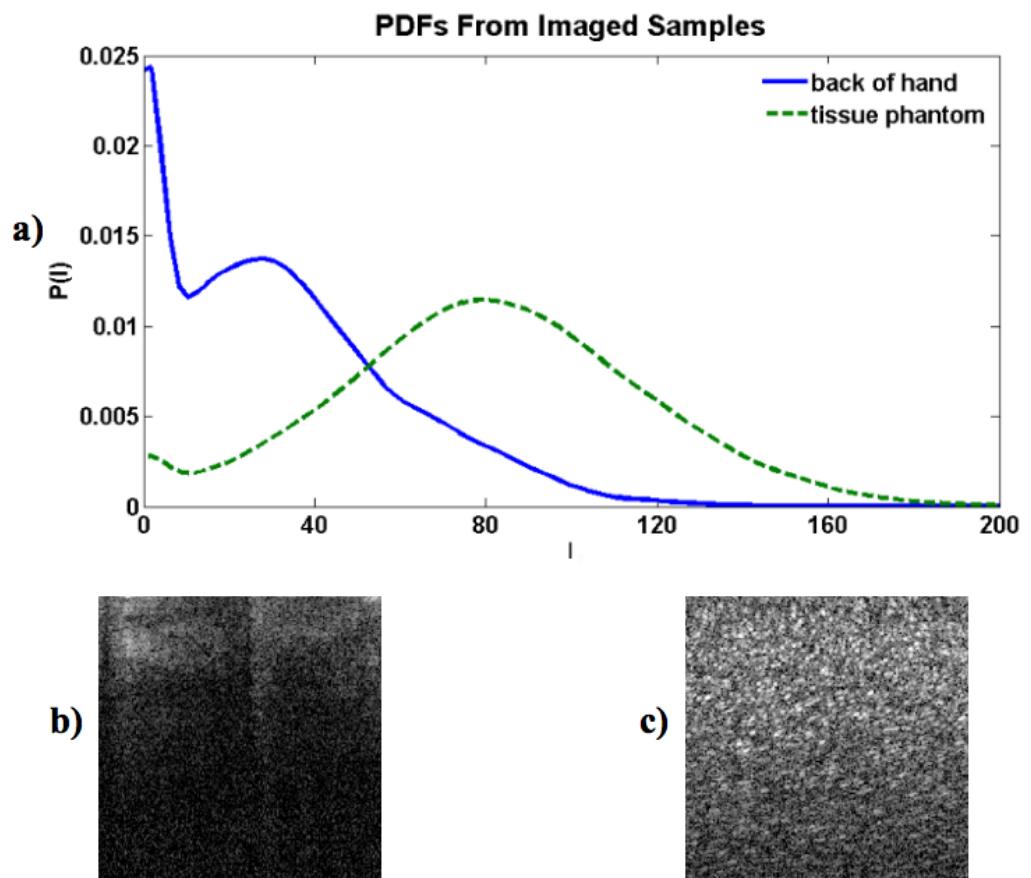 PDFs From Imaged Samples
0.025
0.02
0.015
0.01
0.005
0
a)
P(I)
back of hand
tissue phantom
0 40 80 120 160 200
I
b)
c)